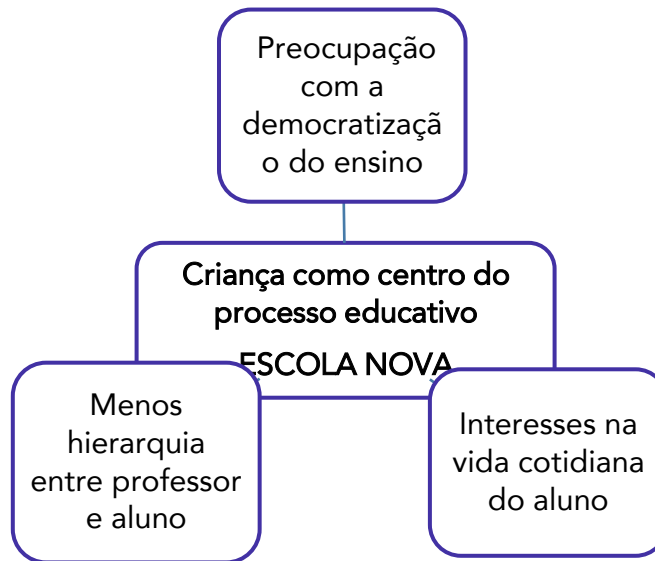 Preocupação
com a
democratizaçã
o do ensino
Criança como centro do
processo educativo
ESCOLA NOVA
Menos
hierarquia
entre professor
e aluno
Interesses na
vida cotidiana
do aluno